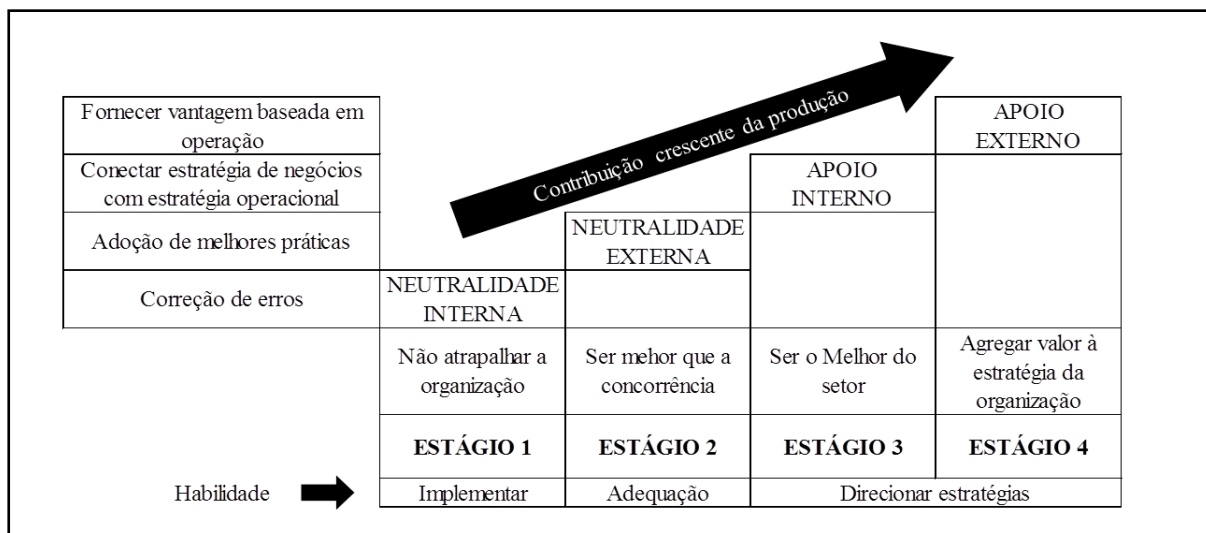 Fornecer vantagem baseada em
operação
Conectar estratégia de negócios
com estratégia operacional
Adoção de melhores práticas
Correção de erros
Contribuição crescente da produção
APOIO
EXTERNO
APOIO
INTERNO
NEUTRALIDADE
EXTERNA
NEUTRALIDADE
INTERNA
Não atrapalhar a
organização
Ser mehor que a
concorrência
Ser o Melhor do
setor
Agregar valor à
estratégia da
organização
ESTÁGIO 1
ESTÁGIO 2
ESTÁGIO 3
ESTÁGIO 4
Habilidade
Implementar
Adequação
Direcionar estratégias